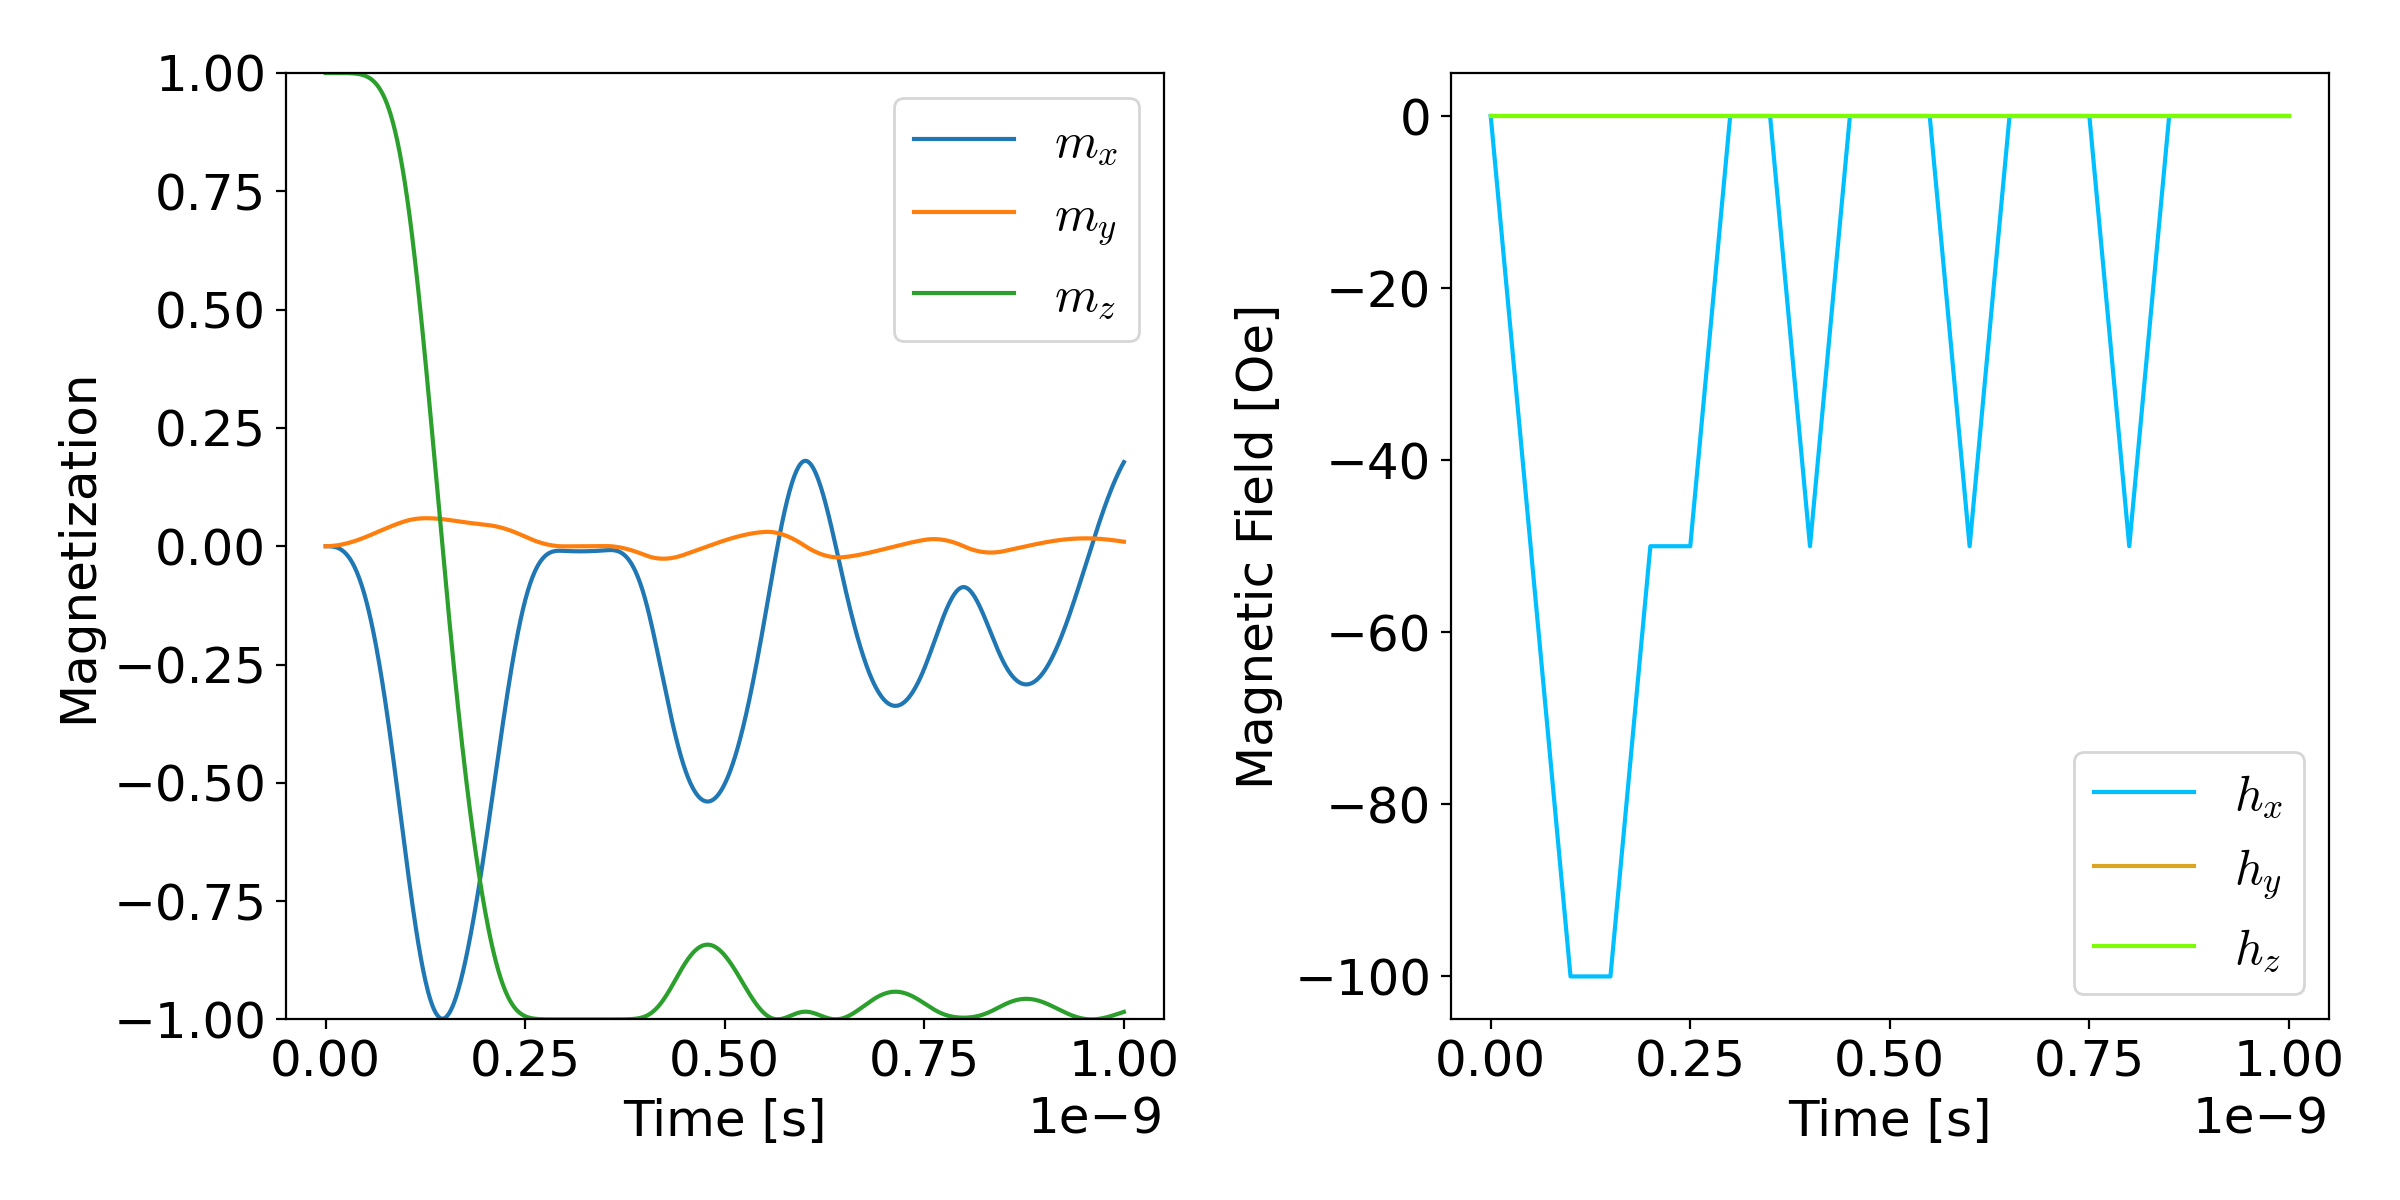 1.00
0.75
0.50
0.25
0.00
−0.25
−0.50
−0.75
−1.00
Magnetization
0.00 0.25 0.50 0.75 1.00
Time [s]
1e−9
m_x
m_y
m_z
0
−20
−40
−60
−80
−100
Magnetic Field [Oe]
0.00 0.25 0.50 0.75 1.00
Time [s]
1e−9
h_x
h_y
h_z